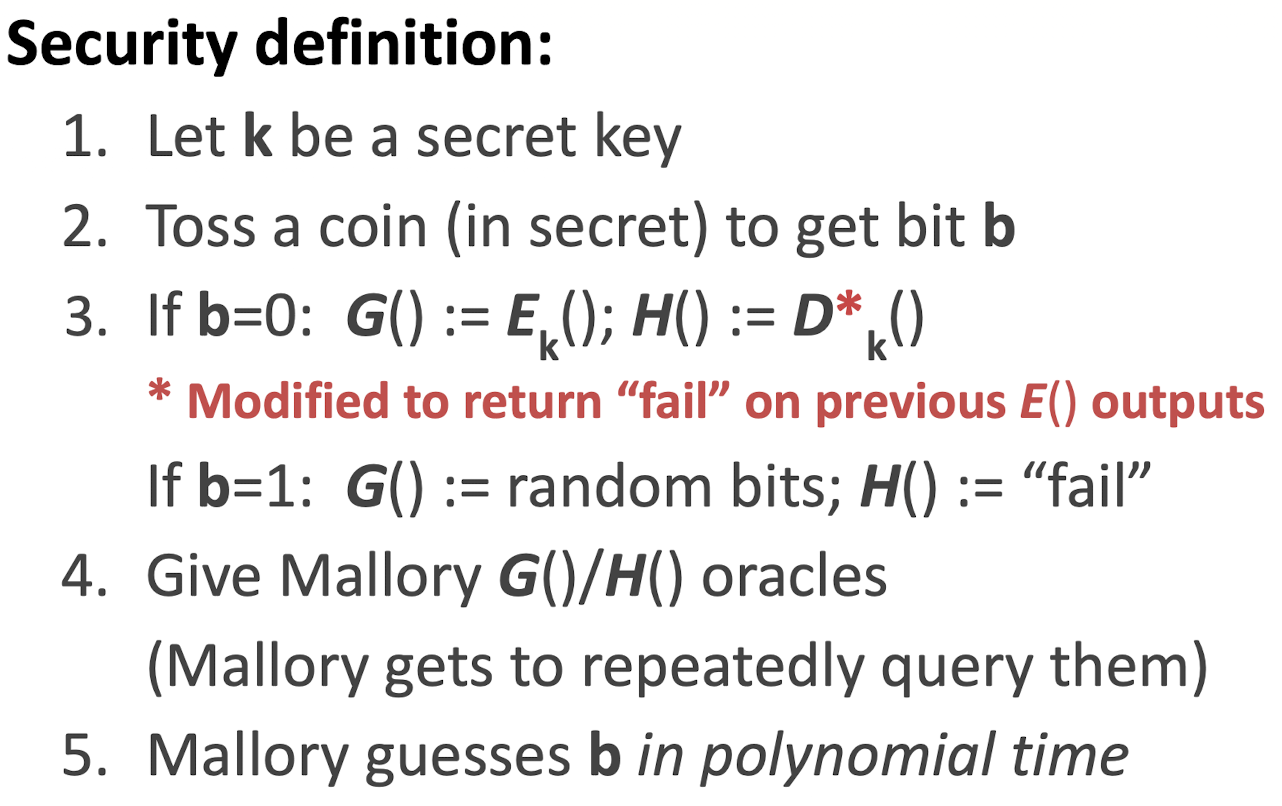 Security definition:
1. Let k be a secret key
2. Toss a coin (in secret) to get bit b
3. If b=0: G() := Eₖ(); H() := D*ₖ()
* Modified to return “fail” on previous E() outputs
If b=1: G() := random bits; H() := “fail”
4. Give Mallory G()/H() oracles
(Mallory gets to repeatedly query them)
5. Mallory guesses b in polynomial time